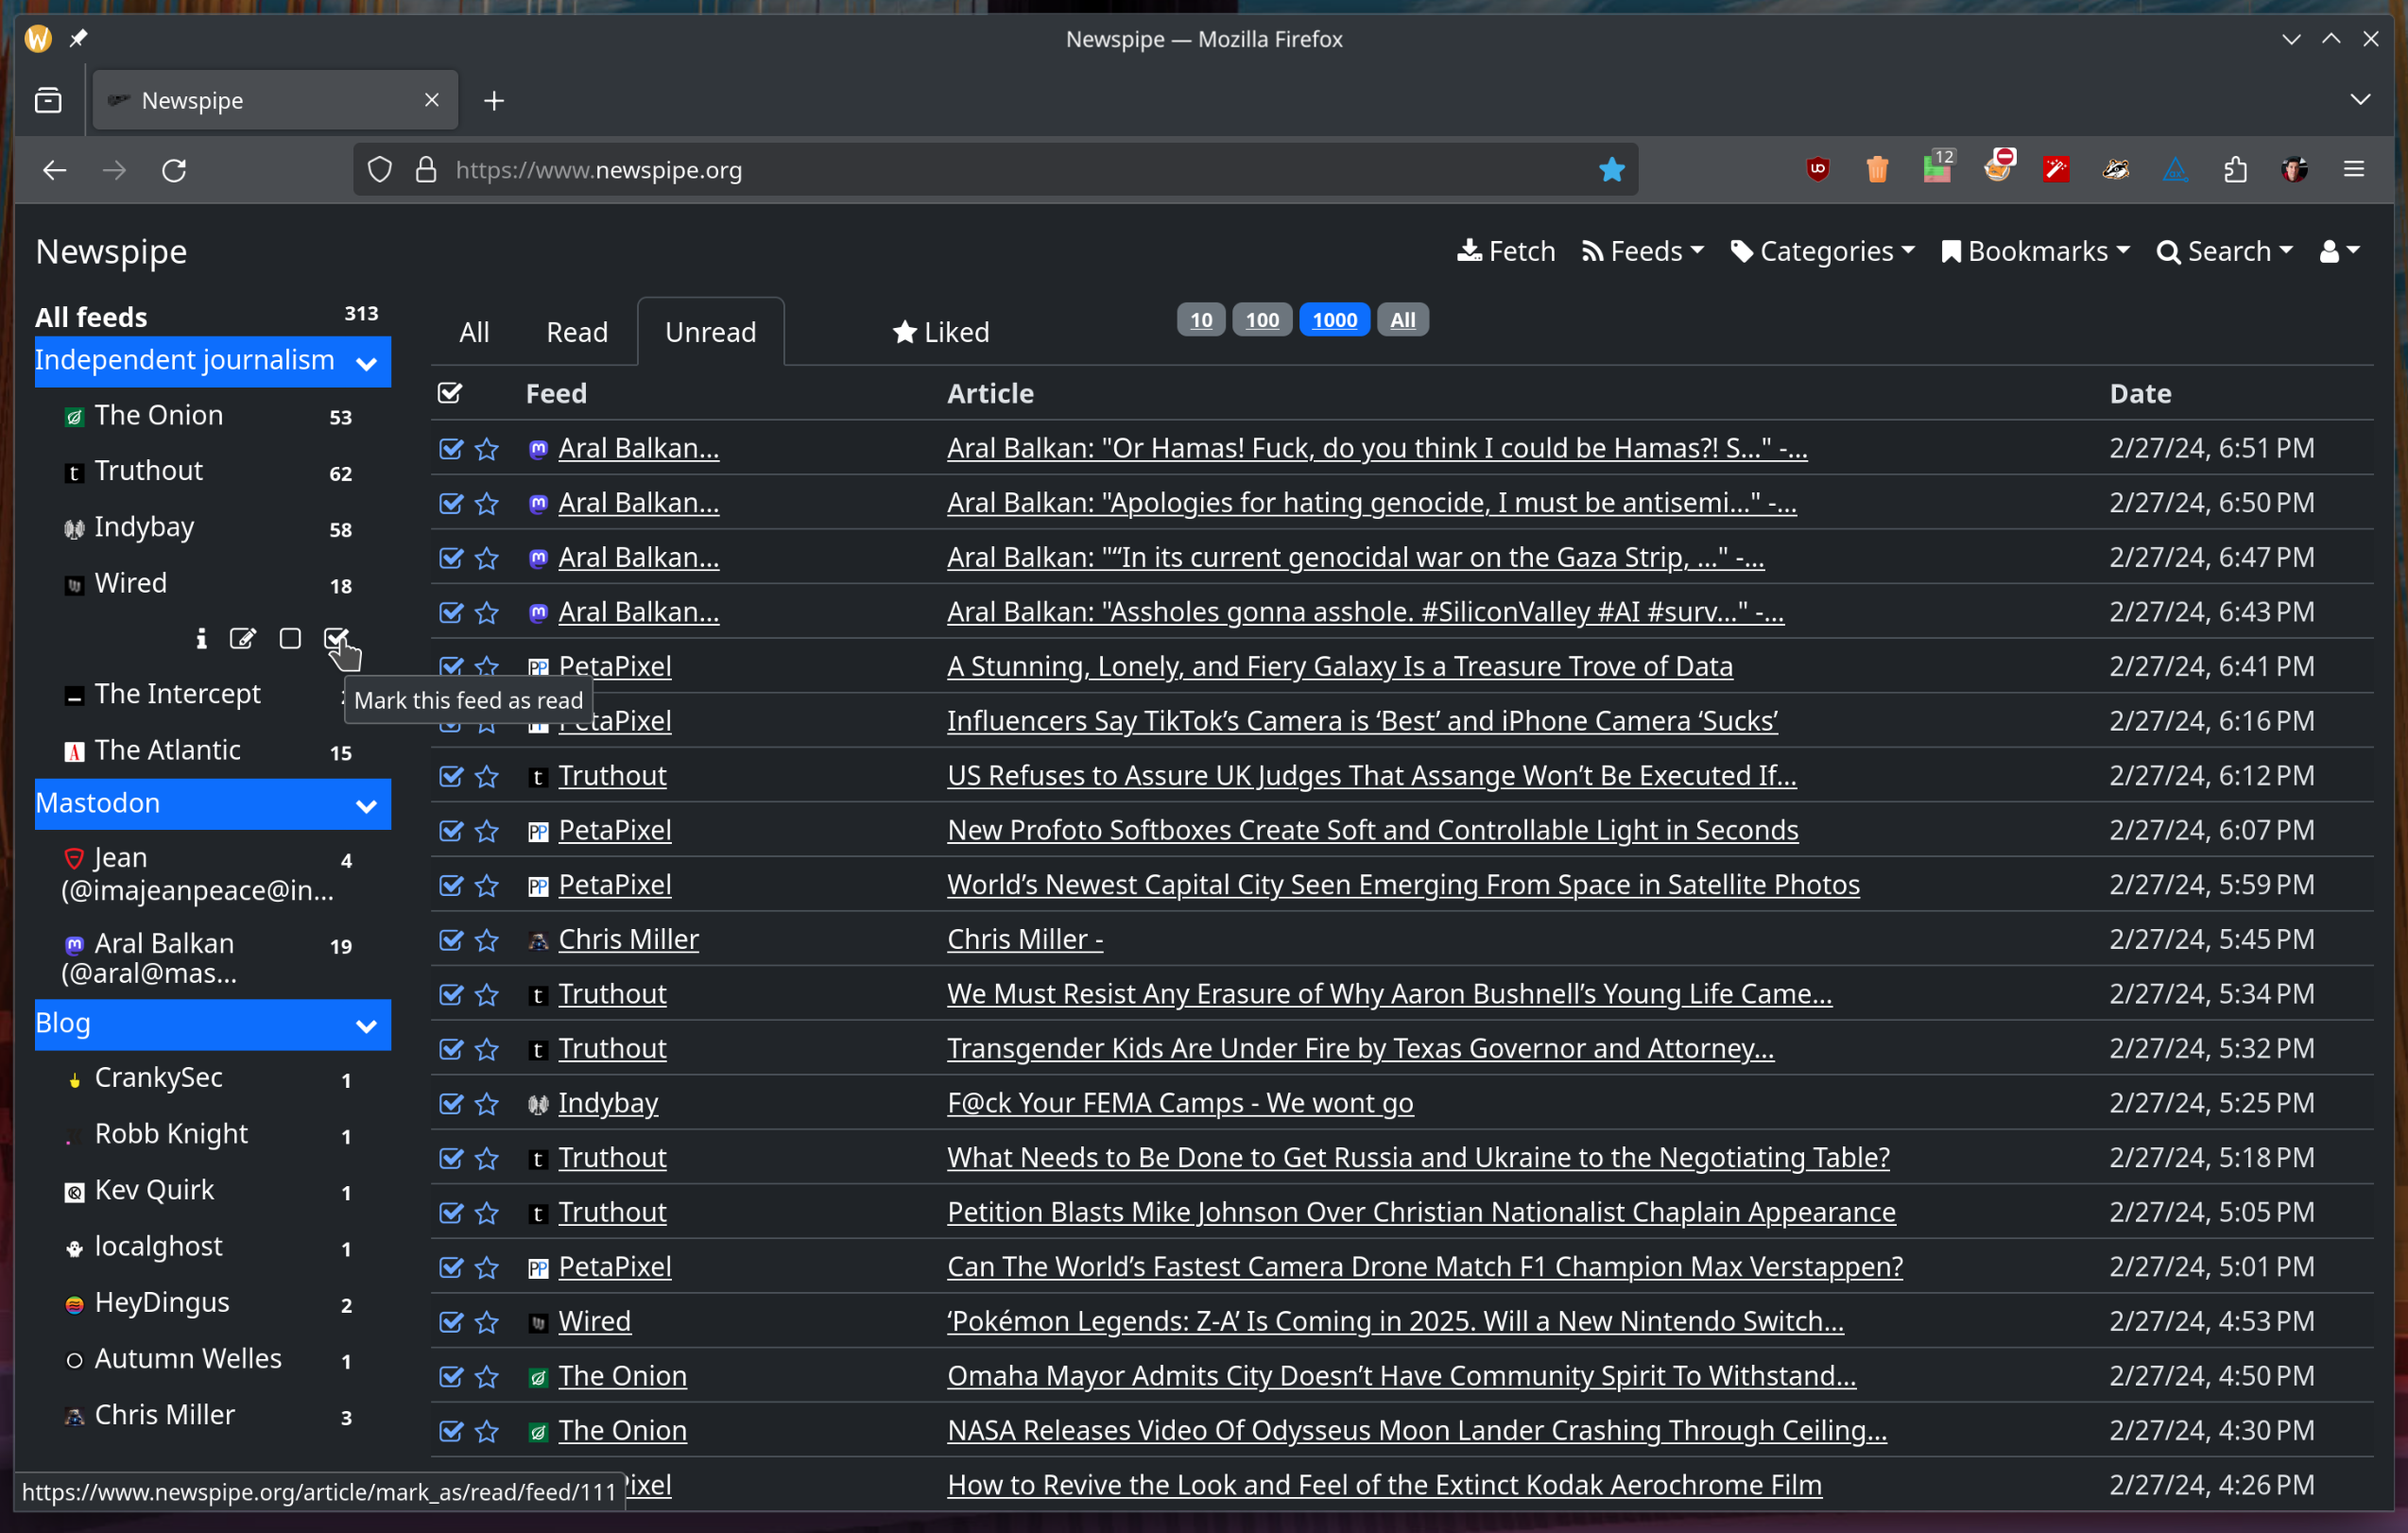 Newspipe — Mozilla Firefox
Newspipe
12
https://www.newspipe.org
Newspipe
Fetch Feeds Categories Bookmarks Search
All feeds 313
Independent journalism
The Onion 53
Truthout 62
Indybay 58
Wired 18
The Intercept
The Atlantic 15
Mastodon
Jean 4
(@imajeanpeace@in...
Aral Balkan 19
(@aral@mas...
Blog
CrankySec 1
Robb Knight 1
Kev Quirk 1
localghost 1
HeyDingus 2
Autumn Welles 1
Chris Miller 3
Mark this feed as read
https://www.newspipe.org/article/mark_as/read/feed/111
All Read Unread Liked 10 100 1000 All
Feed Article Date
Aral Balkan... Aral Balkan: "Or Hamas! Fuck, do you think I could be Hamas?! S..." -... 2/27/24, 6:51 PM
Aral Balkan... Aral Balkan: "Apologies for hating genocide, I must be antisemi..." -... 2/27/24, 6:50 PM
Aral Balkan... Aral Balkan: "“In its current genocidal war on the Gaza Strip, ..." -... 2/27/24, 6:47 PM
Aral Balkan... Aral Balkan: "Assholes gonna asshole. #SiliconValley #AI #surv..." -... 2/27/24, 6:43 PM
PetaPixel A Stunning, Lonely, and Fiery Galaxy Is a Treasure Trove of Data 2/27/24, 6:41 PM
PetaPixel Influencers Say TikTok’s Camera is ‘Best’ and iPhone Camera ‘Sucks’ 2/27/24, 6:16 PM
Truthout US Refuses to Assure UK Judges That Assange Won’t Be Executed If... 2/27/24, 6:12 PM
PetaPixel New Profoto Softboxes Create Soft and Controllable Light in Seconds 2/27/24, 6:07 PM
PetaPixel World’s Newest Capital City Seen Emerging From Space in Satellite Photos 2/27/24, 5:59 PM
Chris Miller Chris Miller - 2/27/24, 5:45 PM
Truthout We Must Resist Any Erasure of Why Aaron Bushnell’s Young Life Came... 2/27/24, 5:34 PM
Truthout Transgender Kids Are Under Fire by Texas Governor and Attorney... 2/27/24, 5:32 PM
Indybay F@ck Your FEMA Camps - We wont go 2/27/24, 5:25 PM
Truthout What Needs to Be Done to Get Russia and Ukraine to the Negotiating Table? 2/27/24, 5:18 PM
Truthout Petition Blasts Mike Johnson Over Christian Nationalist Chaplain Appearance 2/27/24, 5:05 PM
PetaPixel Can The World’s Fastest Camera Drone Match F1 Champion Max Verstappen? 2/27/24, 5:01 PM
Wired ‘Pokémon Legends: Z-A’ Is Coming in 2025. Will a New Nintendo Switch... 2/27/24, 4:53 PM
The Onion Omaha Mayor Admits City Doesn’t Have Community Spirit To Withstand... 2/27/24, 4:50 PM
The Onion NASA Releases Video Of Odysseus Moon Lander Crashing Through Ceiling... 2/27/24, 4:30 PM
ixel How to Revive the Look and Feel of the Extinct Kodak Aerochrome Film 2/27/24, 4:26 PM